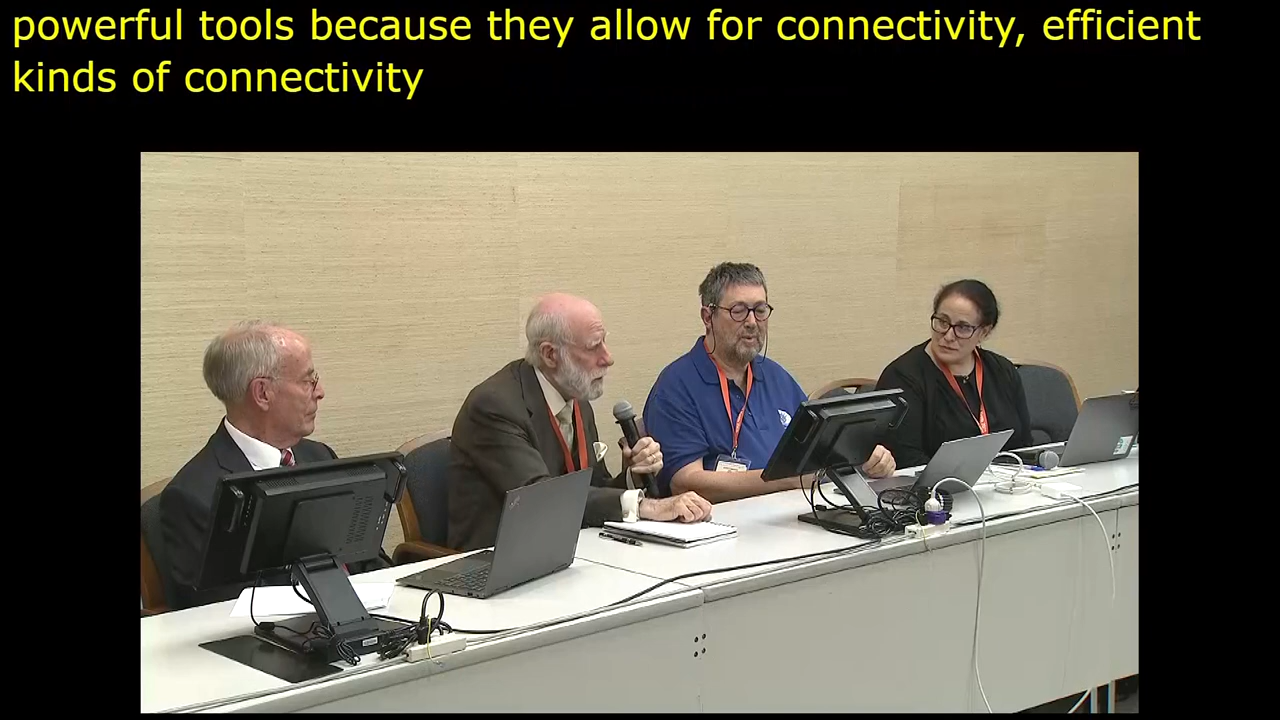 powerful tools because they allow for connectivity, efficient
kinds of connectivity